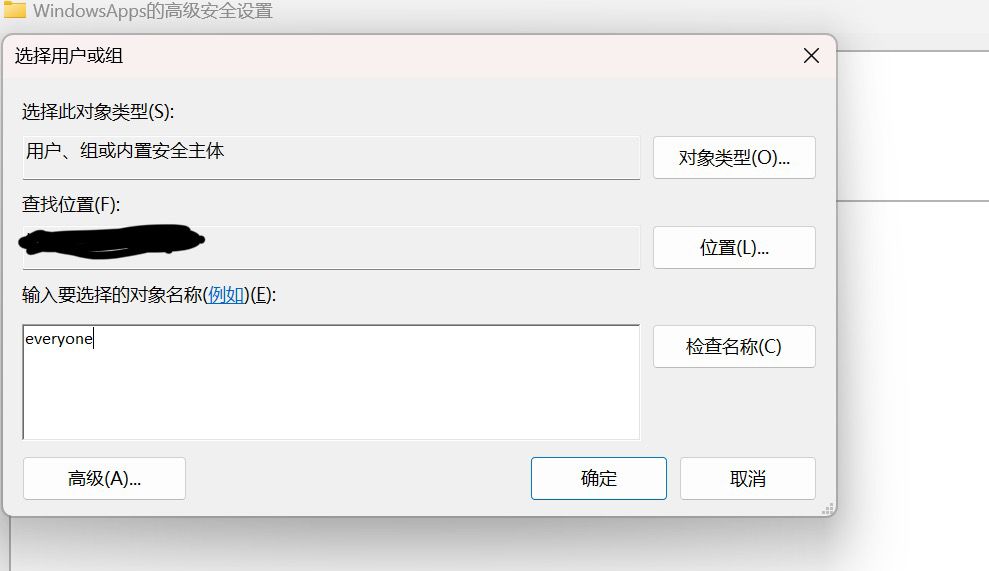 WindowsApps的高级安全设置
选择用户或组
选择此对象类型(S):
用户、组或内置安全主体
对象类型(O)...
查找位置(F):
位置(L)...
输入要选择的对象名称(例如)(E):
everyone
检查名称(C)
高级(A)...
确定
取消